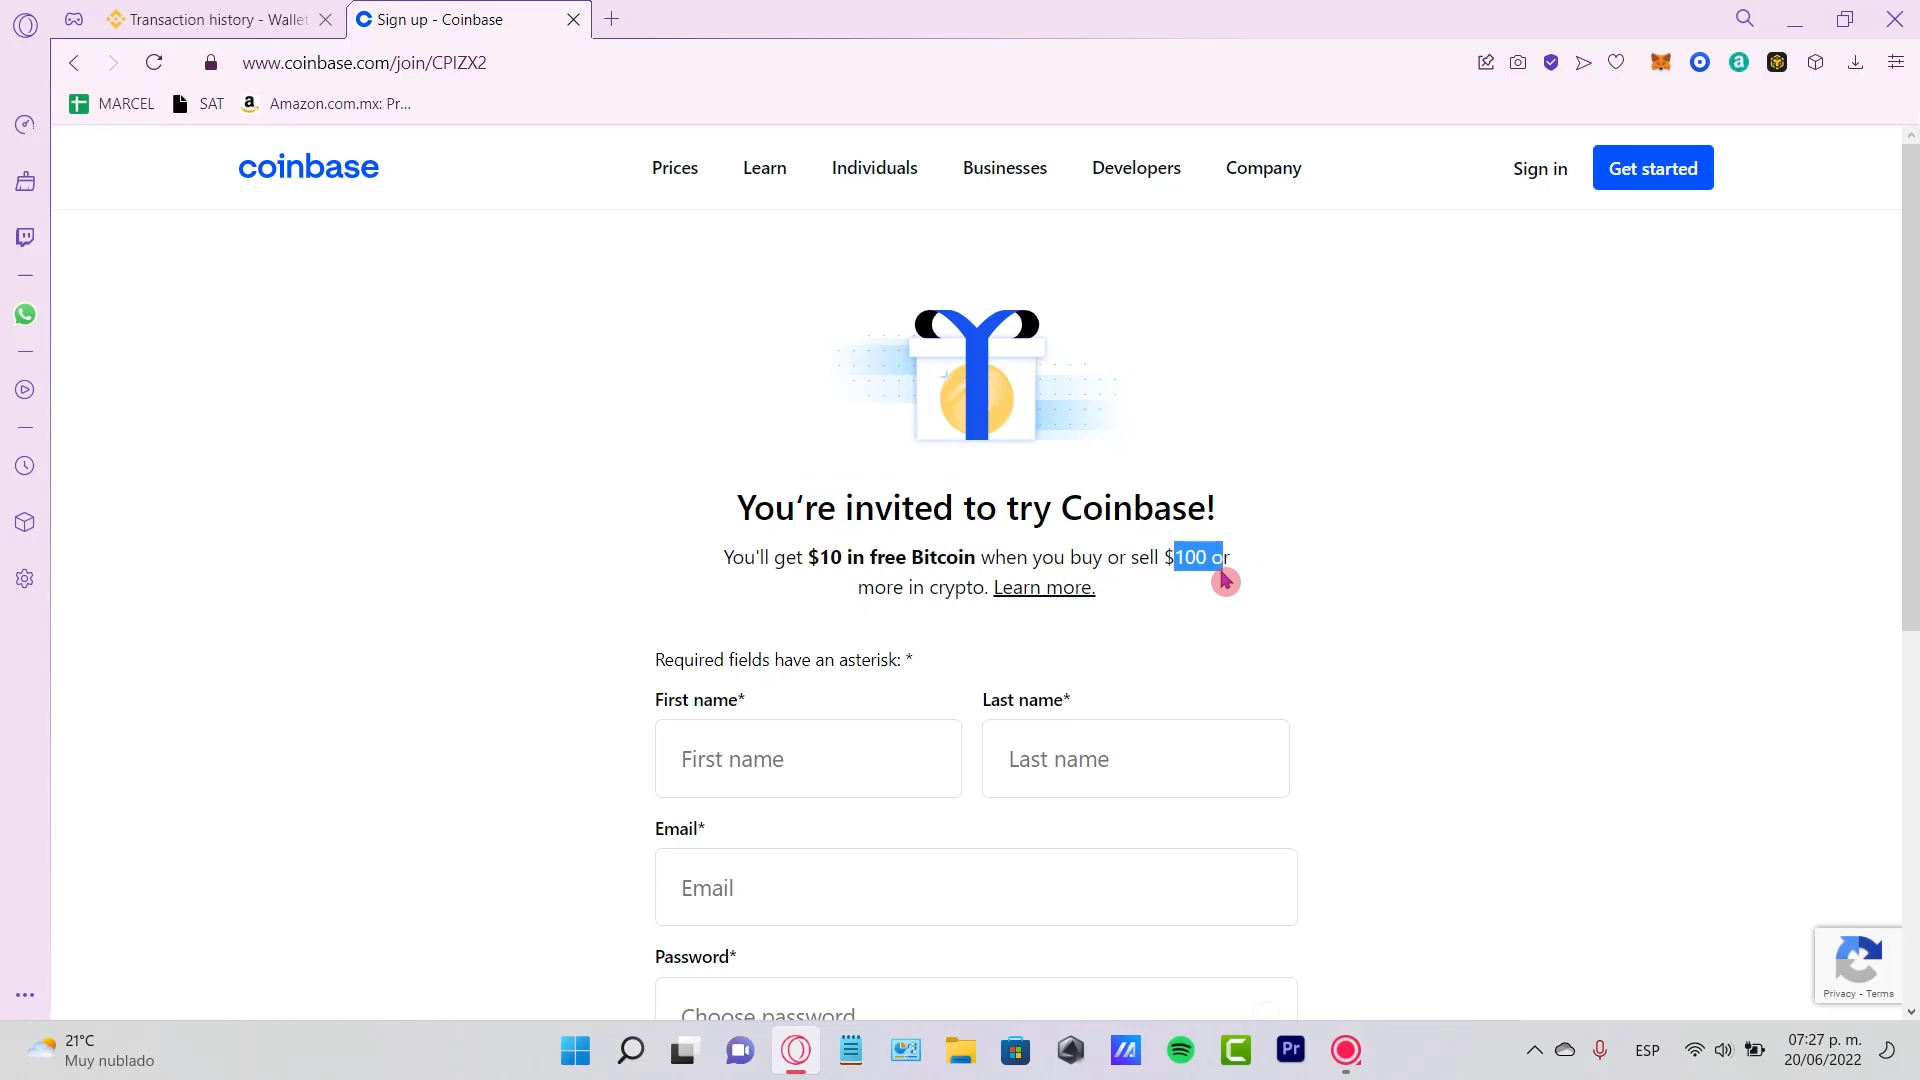 Transaction history - Wallet
Sign up - Coinbase
www.coinbase.com/join/CPIZX2
MARCEL
SAT
Amazon.com.mx: Pr...
coinbase
Prices
Learn
Individuals
Businesses
Developers
Company
Sign in
Get started
You‘re invited to try Coinbase!
You'll get $10 in free Bitcoin when you buy or sell $100 or
more in crypto. Learn more.
Required fields have an asterisk: *
First name*
Last name*
First name
Last name
Email*
Email
Password*
Choose password
Privacy - Terms
21°C
Muy nublado
Pr
ESP
07:27 p. m.
20/06/2022